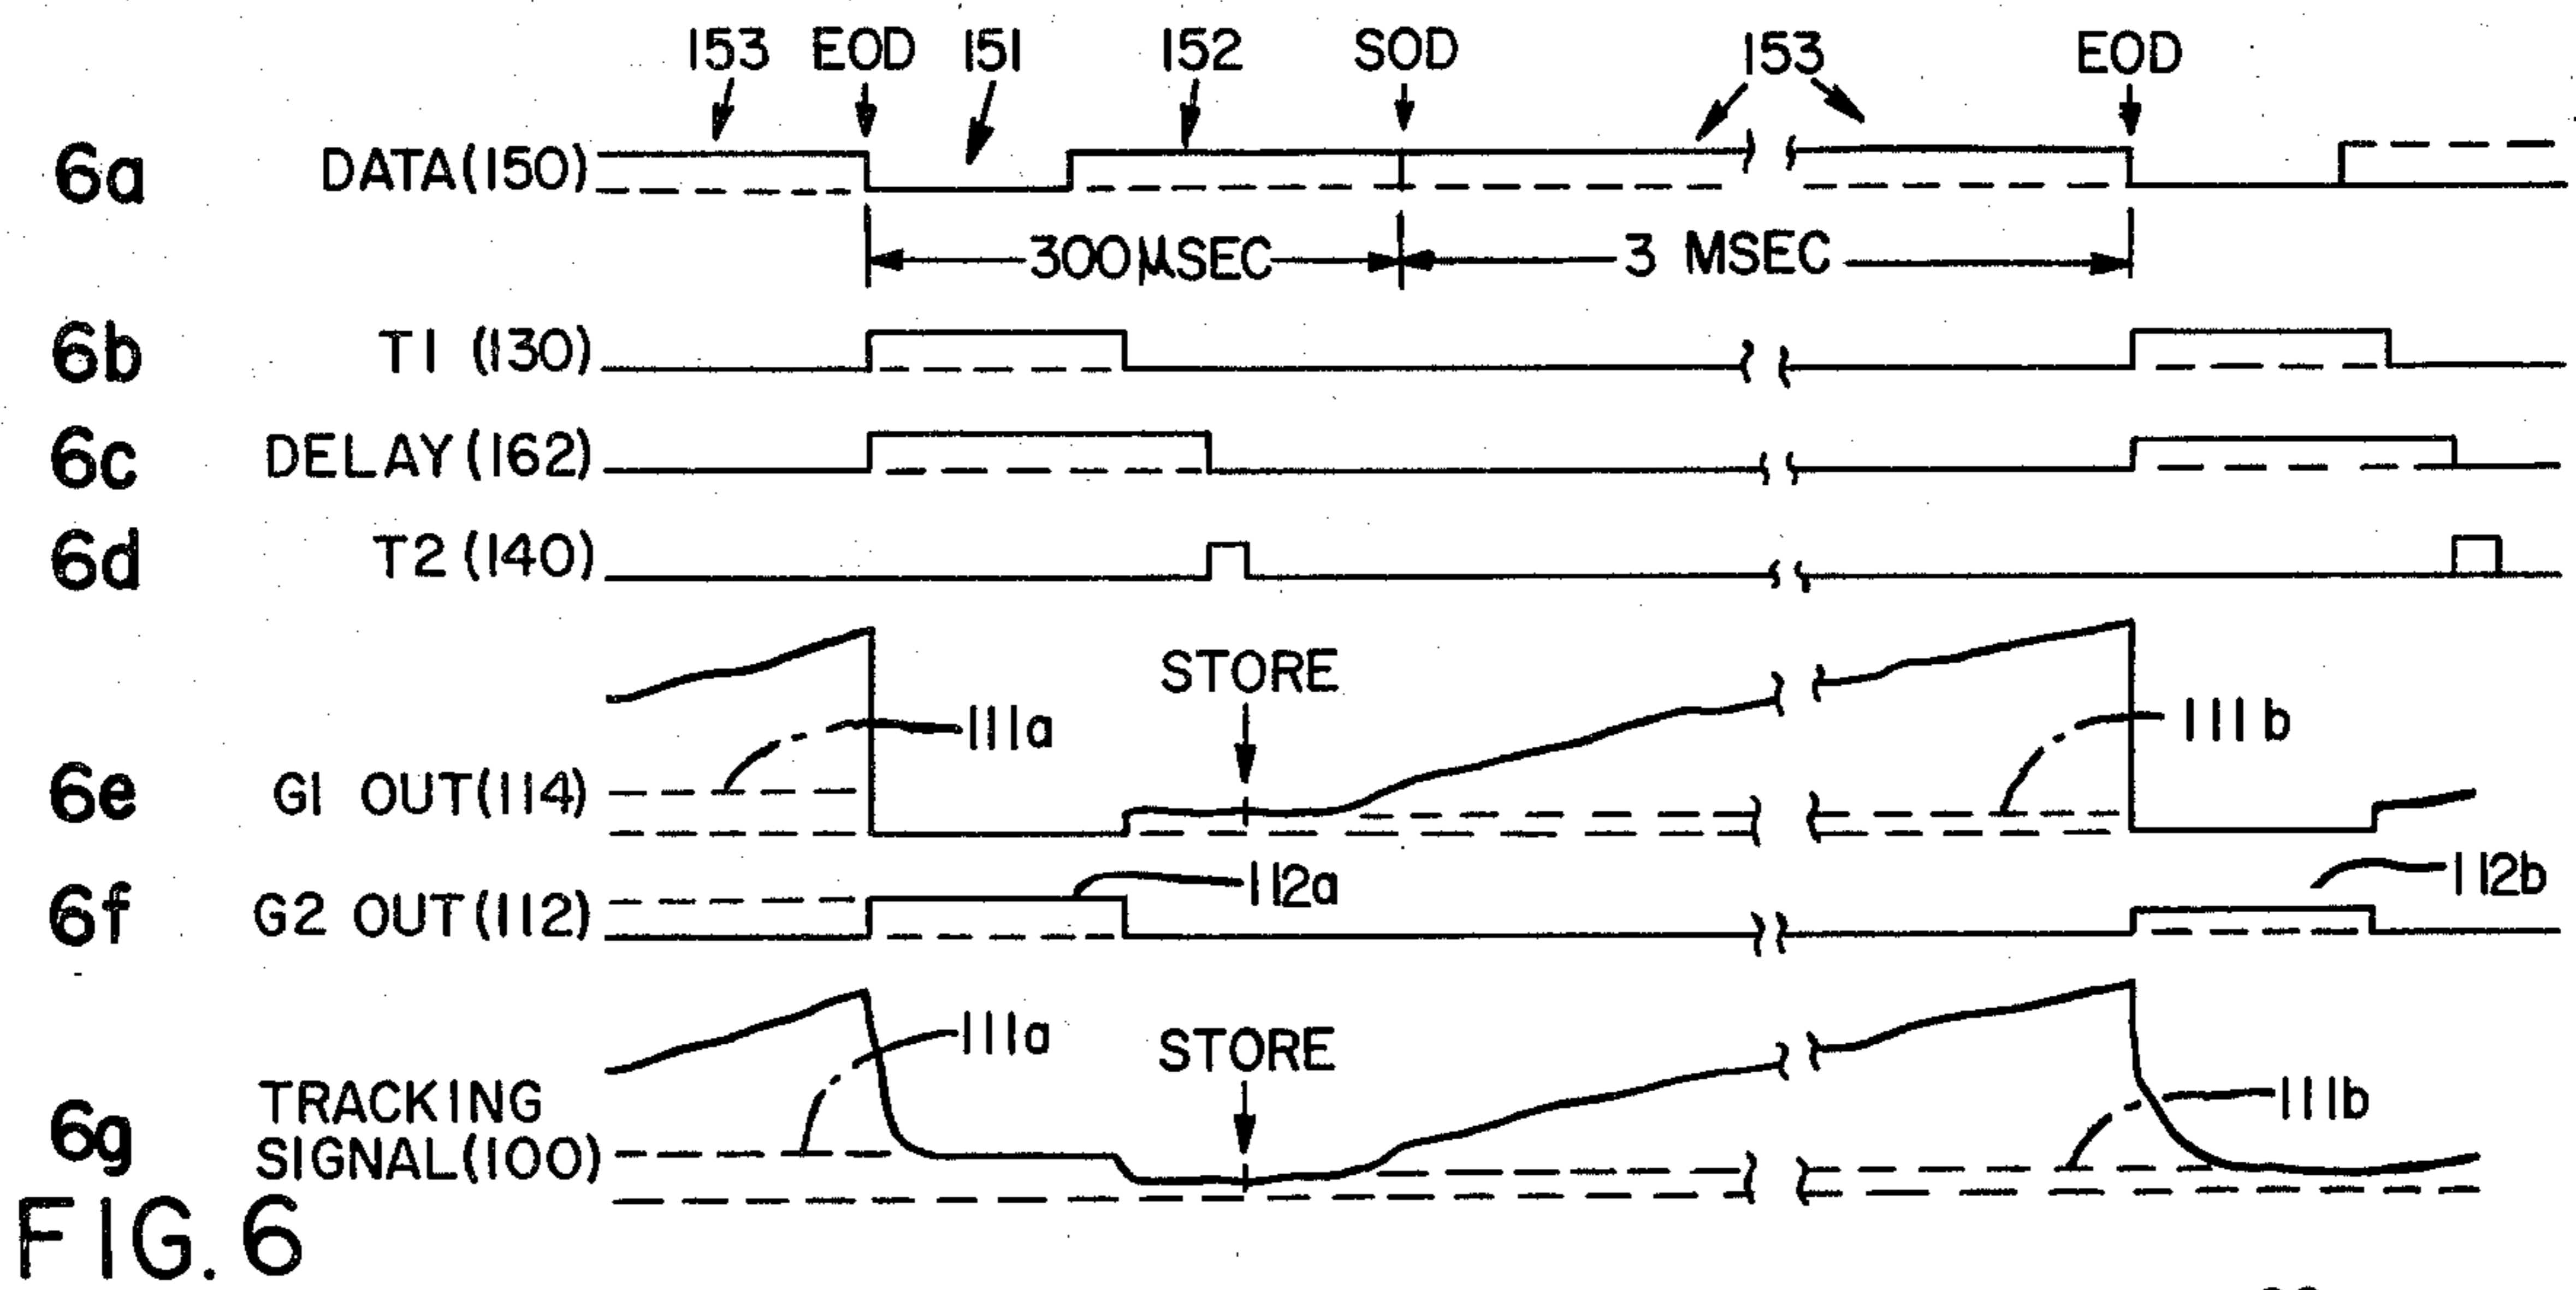 153 EOD 151 152 SOD 153 EOD
6a DATA(150)
300 µSEC 3 MSEC
6b T1 (130)
6c DELAY(162)
6d T2 (140)
STORE
111a 111b
6e G1 OUT(114)
112a 112b
6f G2 OUT(112)
111a STORE 111b
6g TRACKING
SIGNAL(100)
FIG. 6